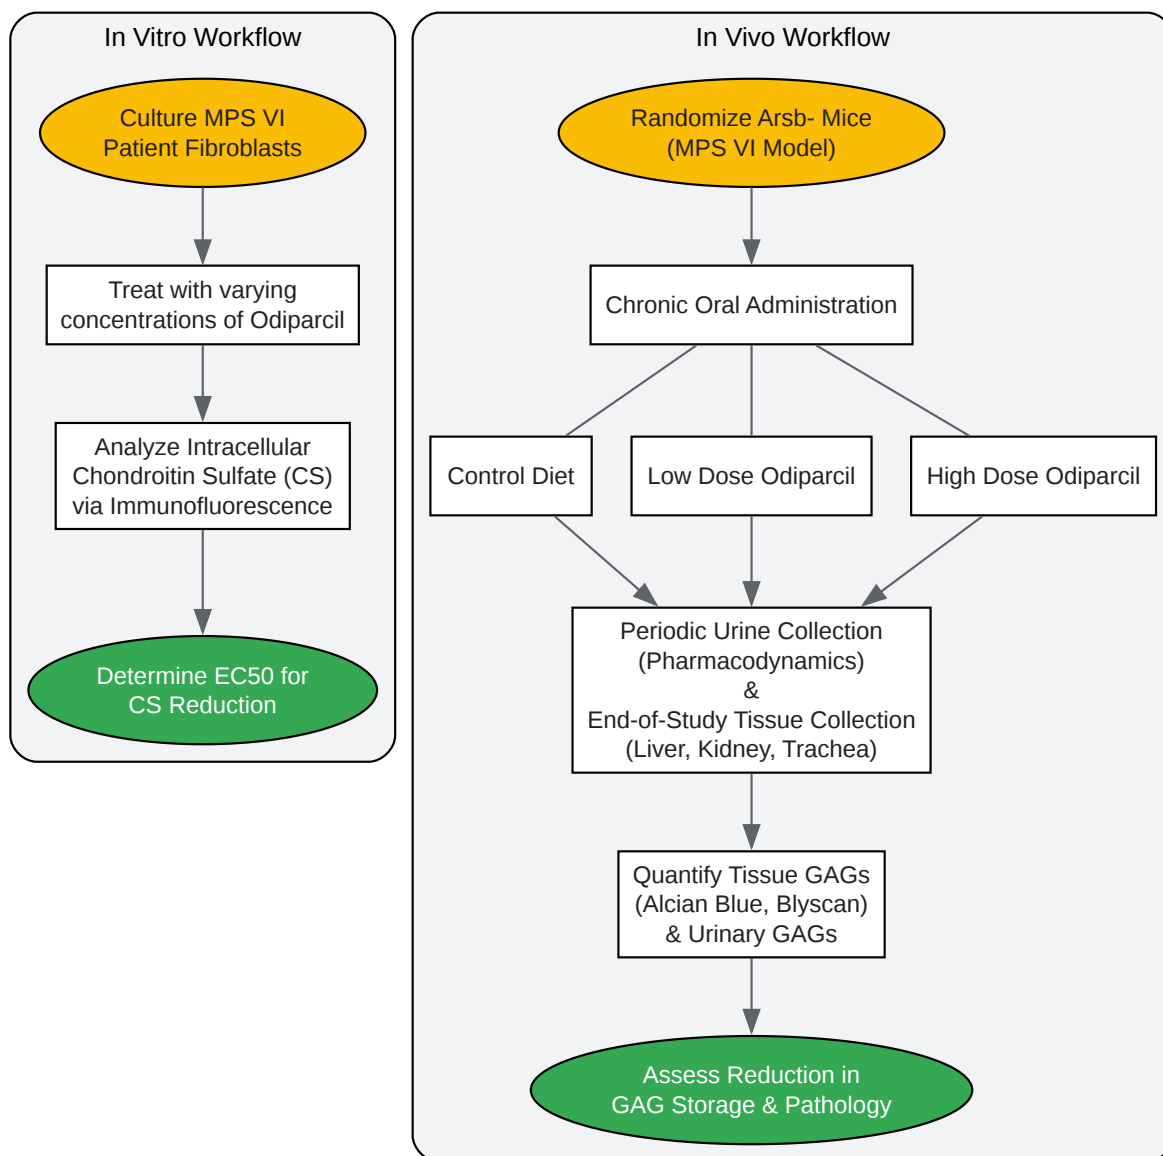 In Vitro Workflow
Culture MPS VI
Patient Fibroblasts
Treat with varying
concentrations of Odiparcil
Analyze Intracellular
Chondroitin Sulfate (CS)
via Immunofluorescence
Determine EC50 for
CS Reduction
In Vivo Workflow
Randomize Arsb- Mice
(MPS VI Model)
Chronic Oral Administration
Control Diet
Low Dose Odiparcil
High Dose Odiparcil
Periodic Urine Collection
(Pharmacodynamics)
&
End-of-Study Tissue Collection
(Liver, Kidney, Trachea)
Quantify Tissue GAGs
(Alcian Blue, Blyscan)
& Urinary GAGs
Assess Reduction in
GAG Storage & Pathology